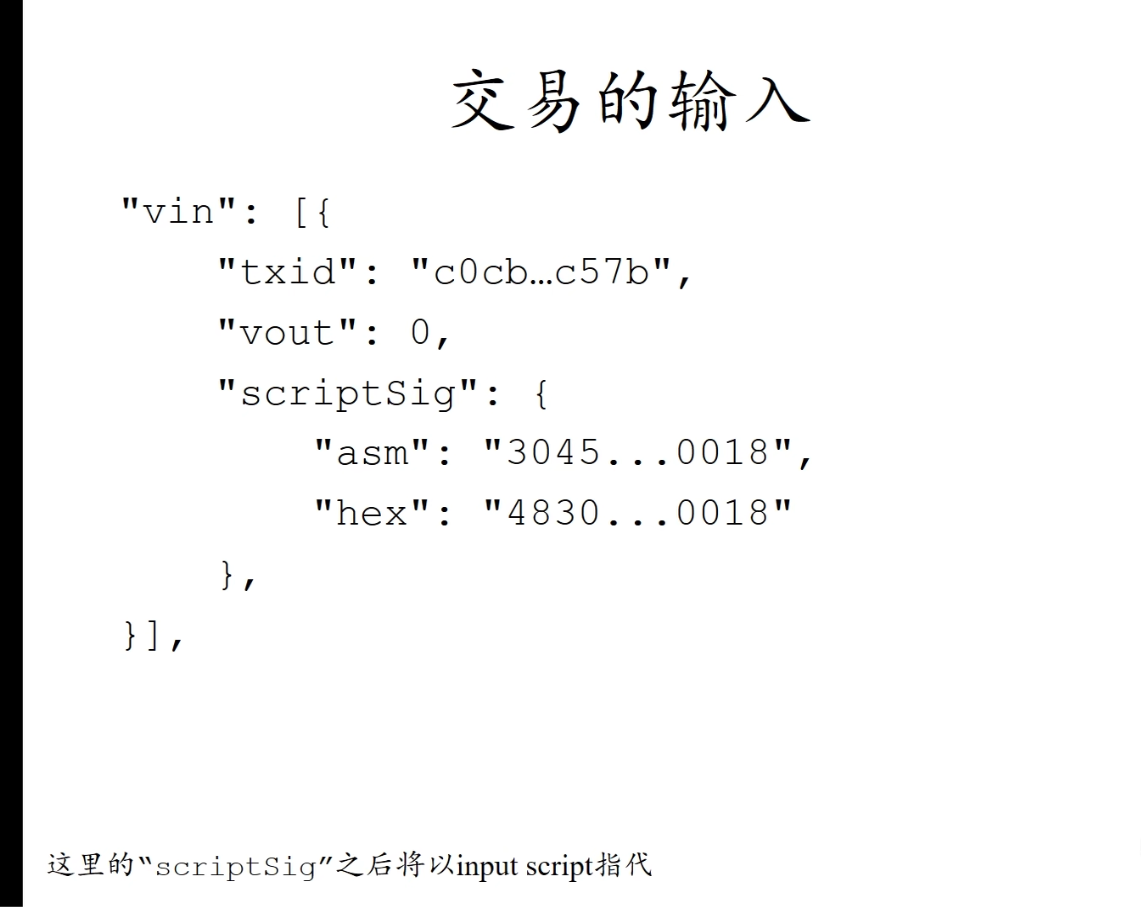 交易的输入
"vin": [{
"txid": "c0cb…c57b",
"vout": 0,
"scriptSig": {
"asm": "3045...0018",
"hex": "4830...0018"
},
}],
这里的“scriptSig”之后将以input script指代